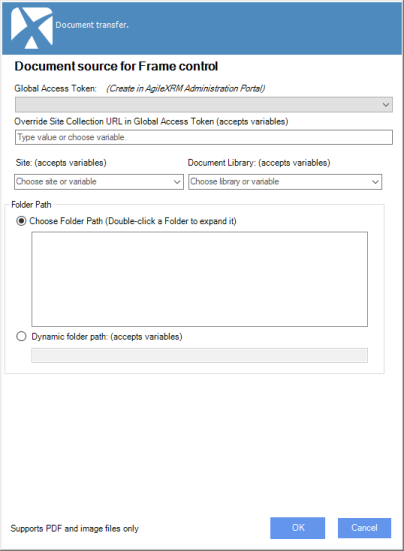 Document transfer.
Document source for Frame control
Global Access Token: (Create in AgileXRM Administration Portal)
Override Site Collection URL in Global Access Token (accepts variables)
Type value or choose variable.
Site: (accepts variables) Document Library: (accepts variables)
Choose site or variable Choose library or variable
Folder Path
Choose Folder Path (Double-click a Folder to expand it)
Dynamic folder path: (accepts variables)
Supports PDF and image files only OK Cancel